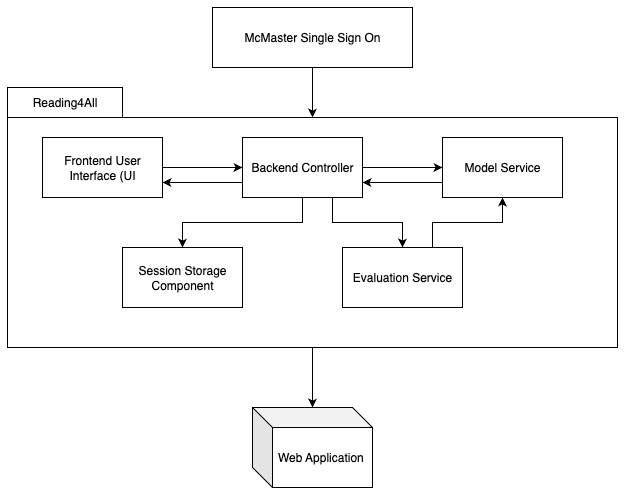 McMaster Single Sign On
Reading4All
Frontend User
Interface (UI
Backend Controller
Model Service
Session Storage
Component
Evaluation Service
Web Application